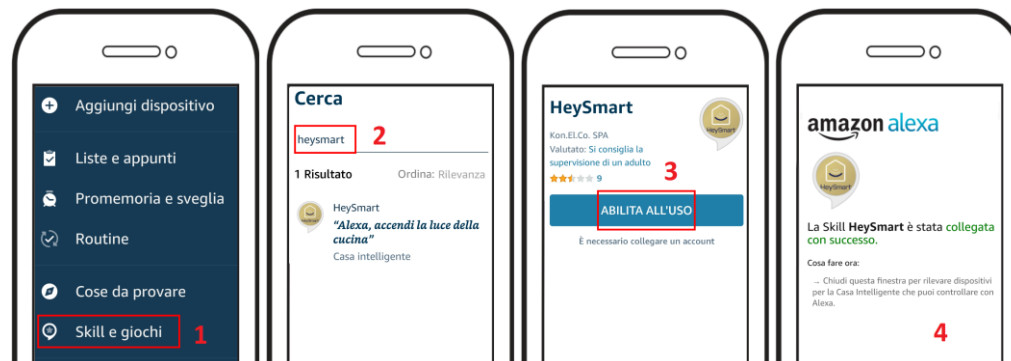 Aggiungi dispositivo
Liste e appunti
Promemoria e sveglia
Routine
Cose da provare
Skill e giochi
1
Cerca
heysmart
2
1 Risultato
Ordina: Rilevanza
HeySmart
HeySmart
“Alexa, accendi la luce della
cucina”
Casa intelligente
HeySmart
HeySmart
Kon.El.Co. SPA
Valutato: Si consiglia la
supervisione di un adulto
9
3
ABILITA ALL'USO
È necessario collegare un account
amazon alexa
HeySmart
La Skill HeySmart è stata collegata
con successo.
Cosa fare ora:
→ Chiudi questa finestra per rilevare dispositivi
per la Casa Intelligente che puoi controllare con
Alexa.
4